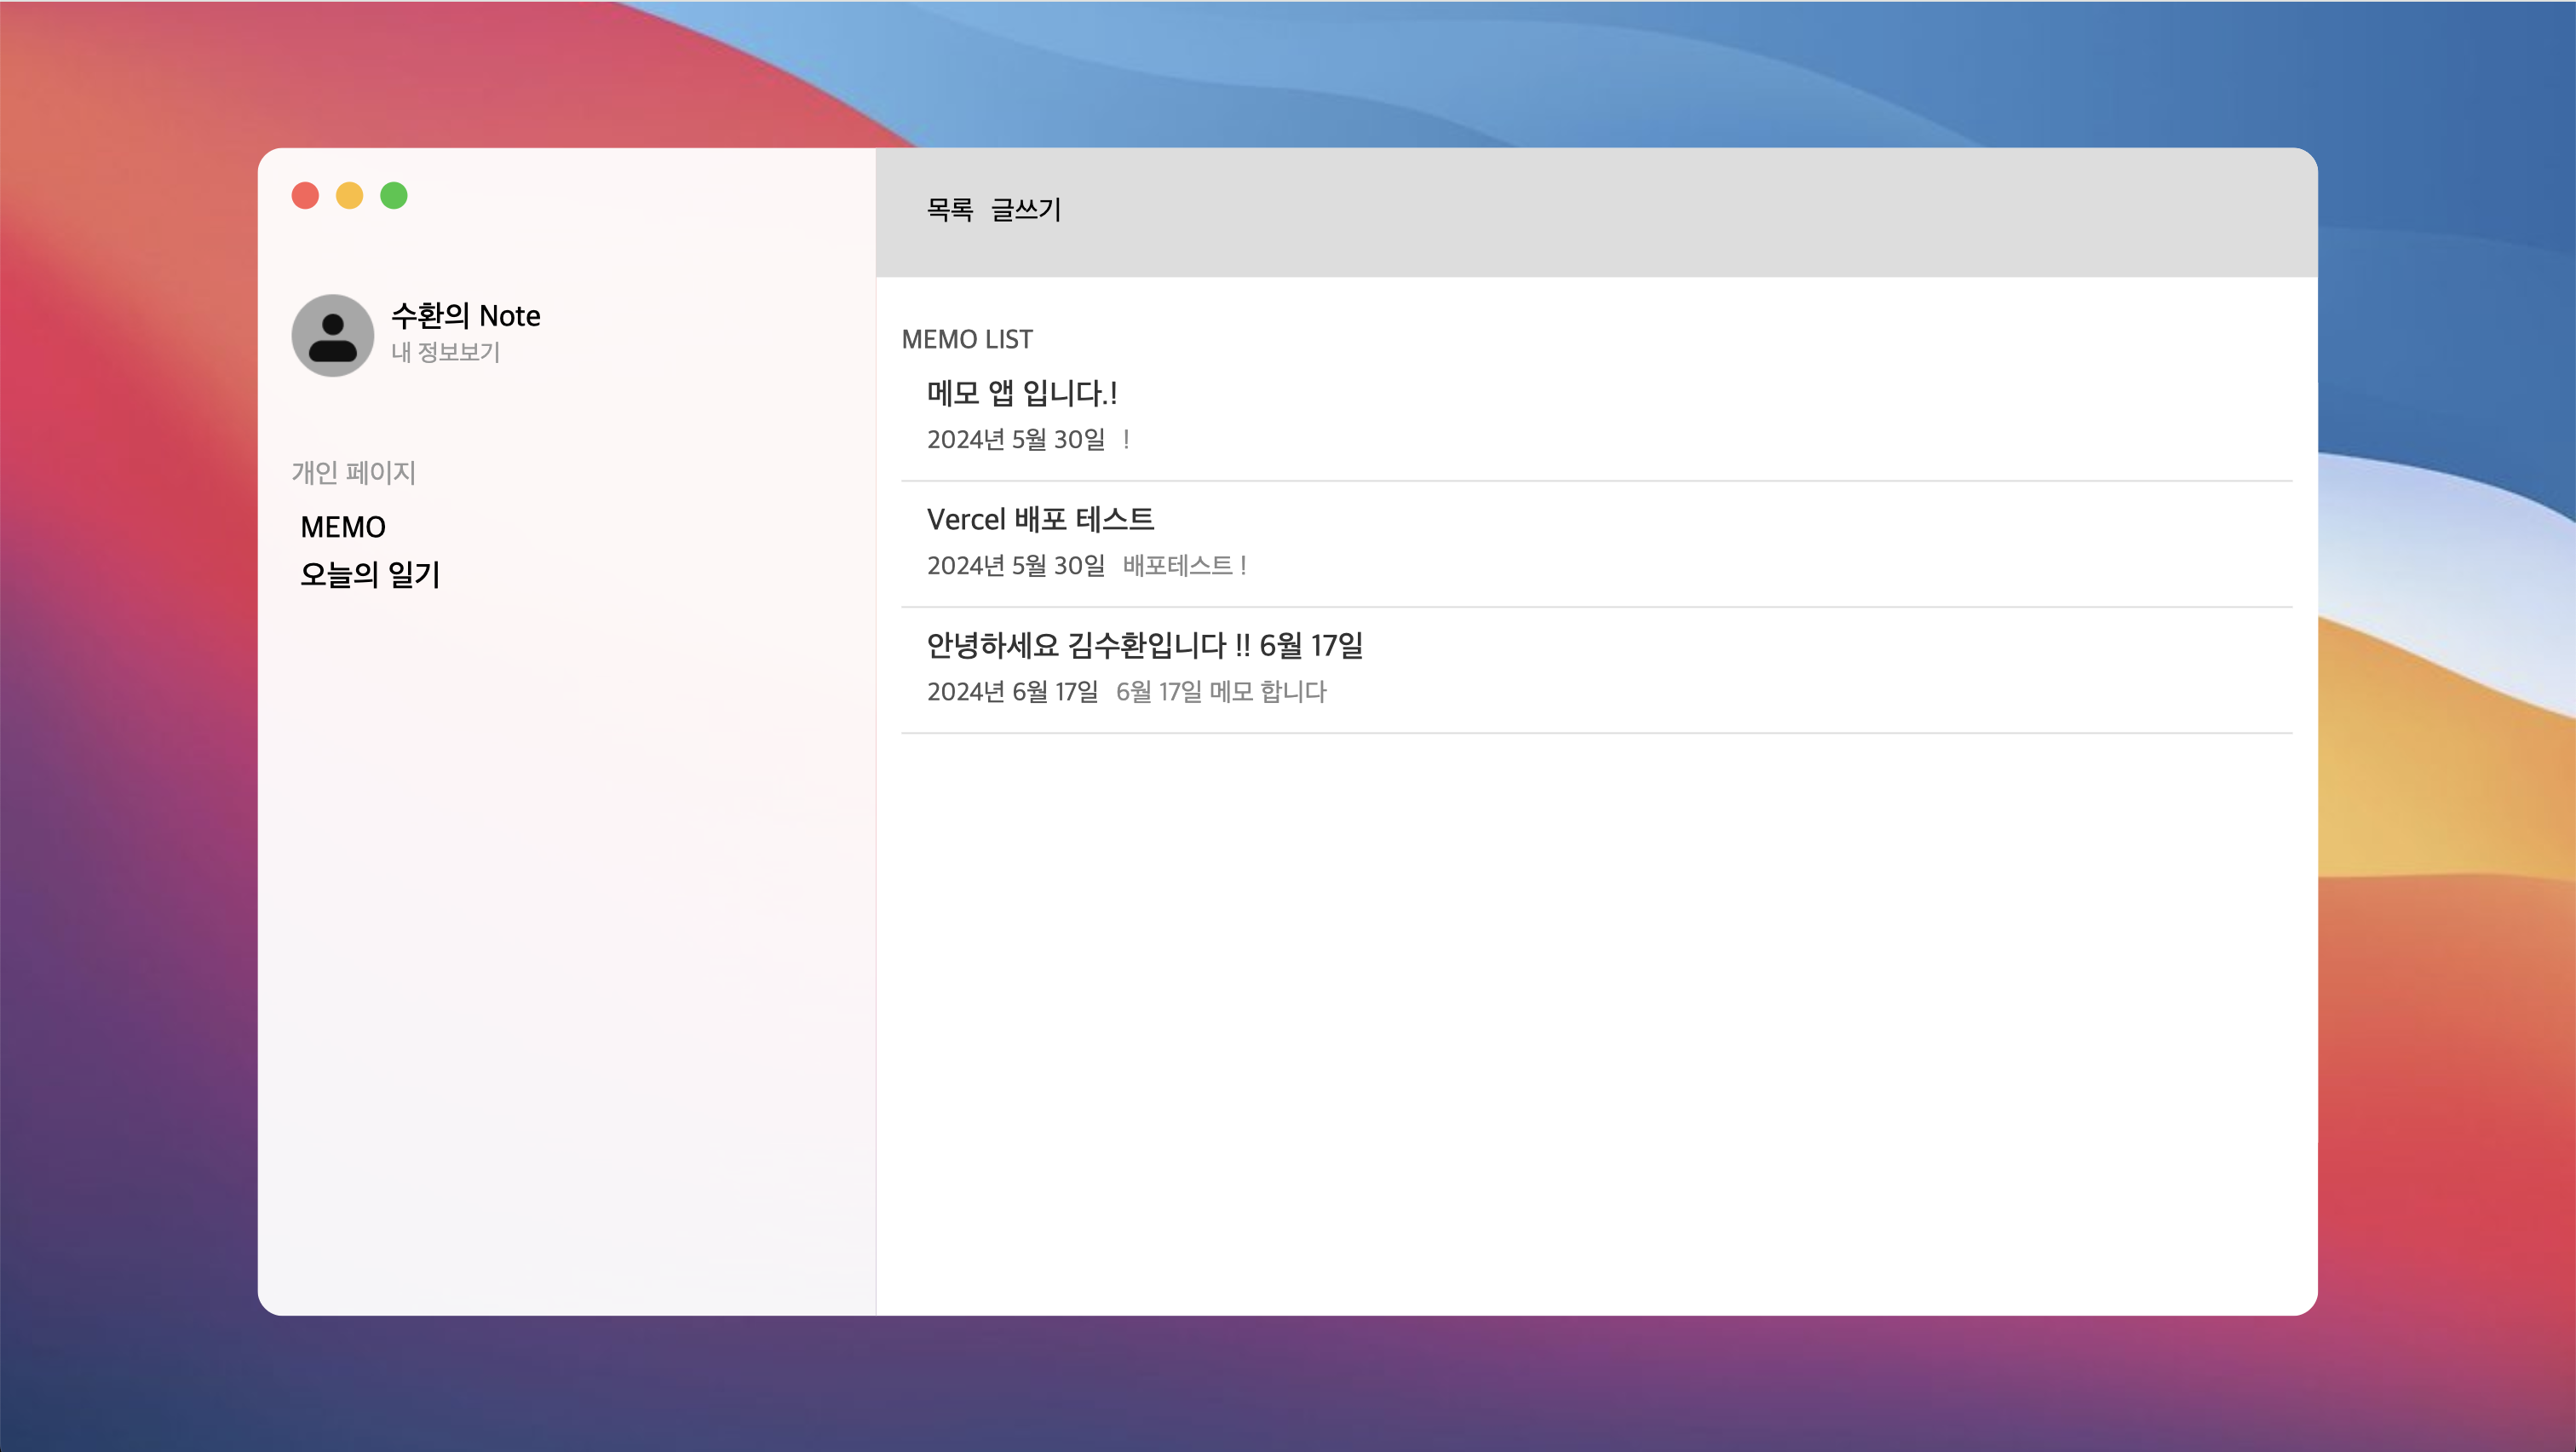 수환의 Note
내 정보보기
개인 페이지
MEMO
오늘의 일기
목록 글쓰기
MEMO LIST
메모 앱 입니다.!
2024년 5월 30일 !
Vercel 배포 테스트
2024년 5월 30일 배포테스트 !
안녕하세요 김수환입니다 !! 6월 17일
2024년 6월 17일 6월 17일 메모 합니다